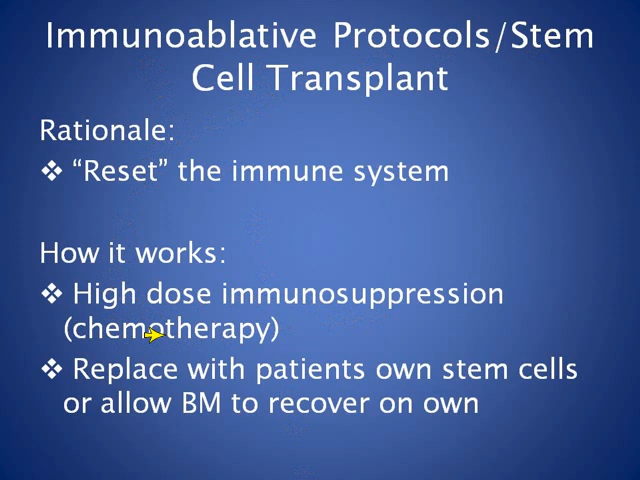 Immunoablative Protocols/Stem
Cell Transplant
Rationale:
❖ “Reset” the immune system
How it works:
❖ High dose immunosuppression
(chemotherapy)
❖ Replace with patients own stem cells
or allow BM to recover on own